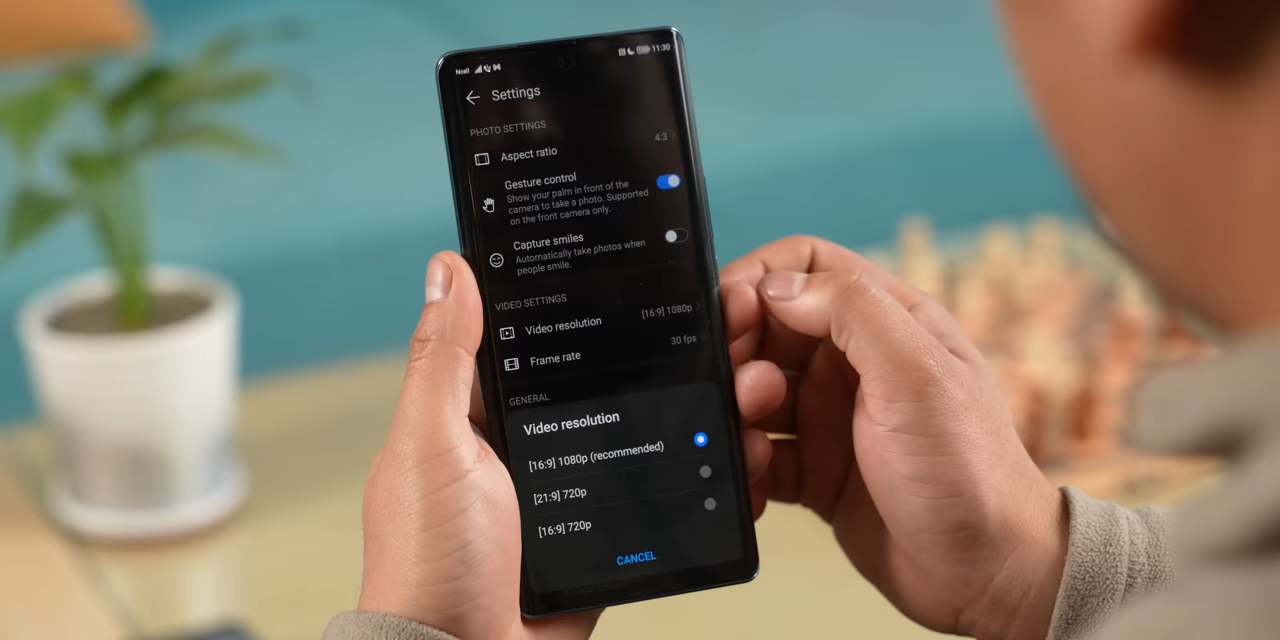 Ncell 11:30
Settings
PHOTO SETTINGS
Aspect ratio 4:3
Gesture control
Show your palm in front of the
camera to take a photo. Supported
on the front camera only.
Capture smiles
Automatically take photos when
people smile.
VIDEO SETTINGS
Video resolution [16:9] 1080p
Frame rate 30 fps
GENERAL
Video resolution
[16:9] 1080p (recommended)
[21:9] 720p
[16:9] 720p
CANCEL